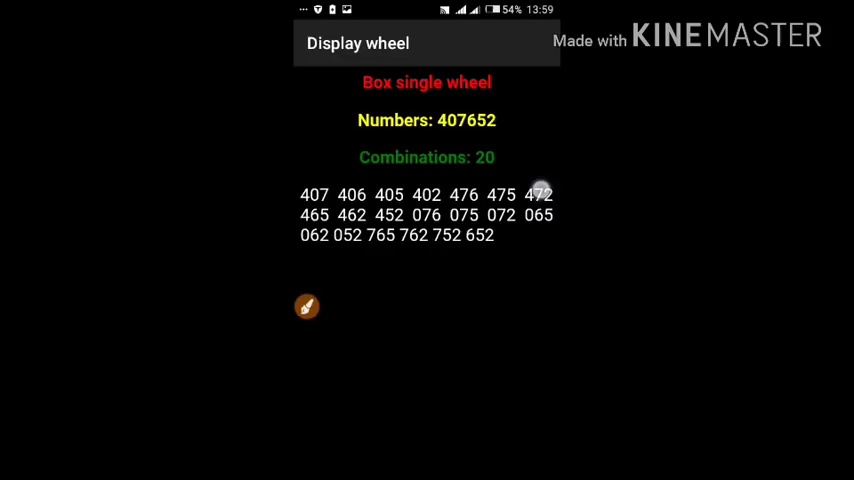 54% 13:59
Made with KINEMASTER
Display wheel
Box single wheel
Numbers: 407652
Combinations: 20
407 406 405 402 476 475 472
465 462 452 076 075 072 065
062 052 765 762 752 652